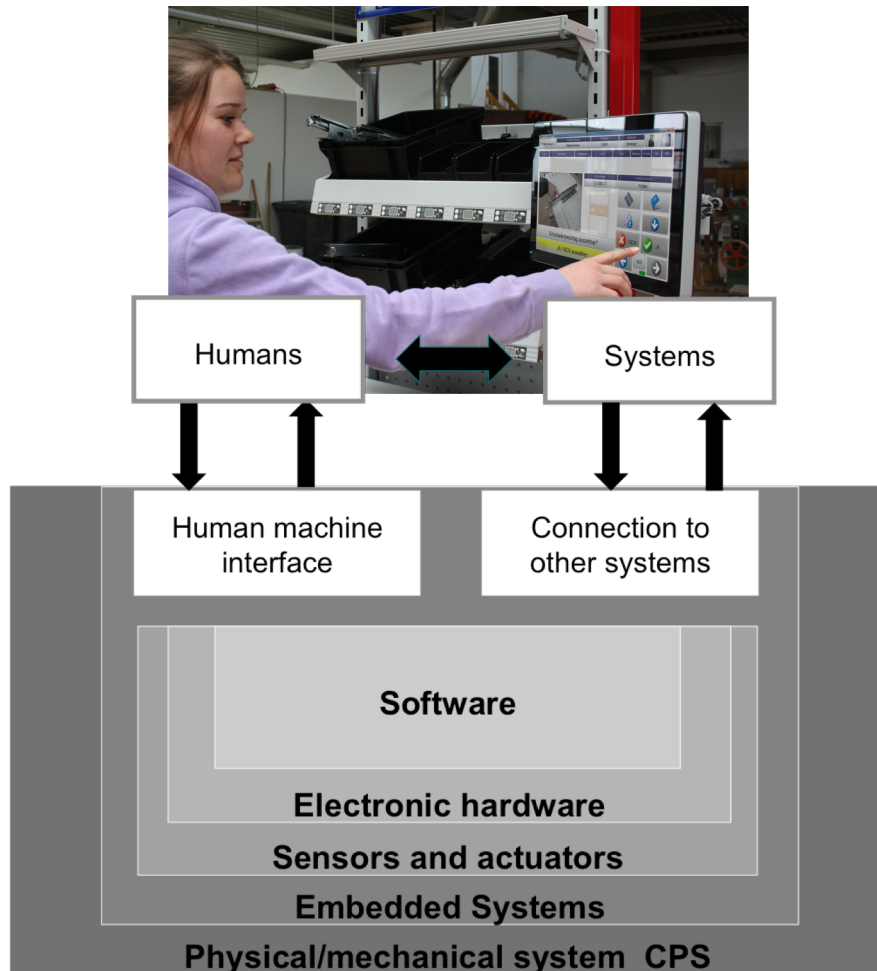 Humans
Systems
Human machine
interface
Connection to
other systems
Software
Electronic hardware
Sensors and actuators
Embedded Systems
Physical/mechanical system CPS